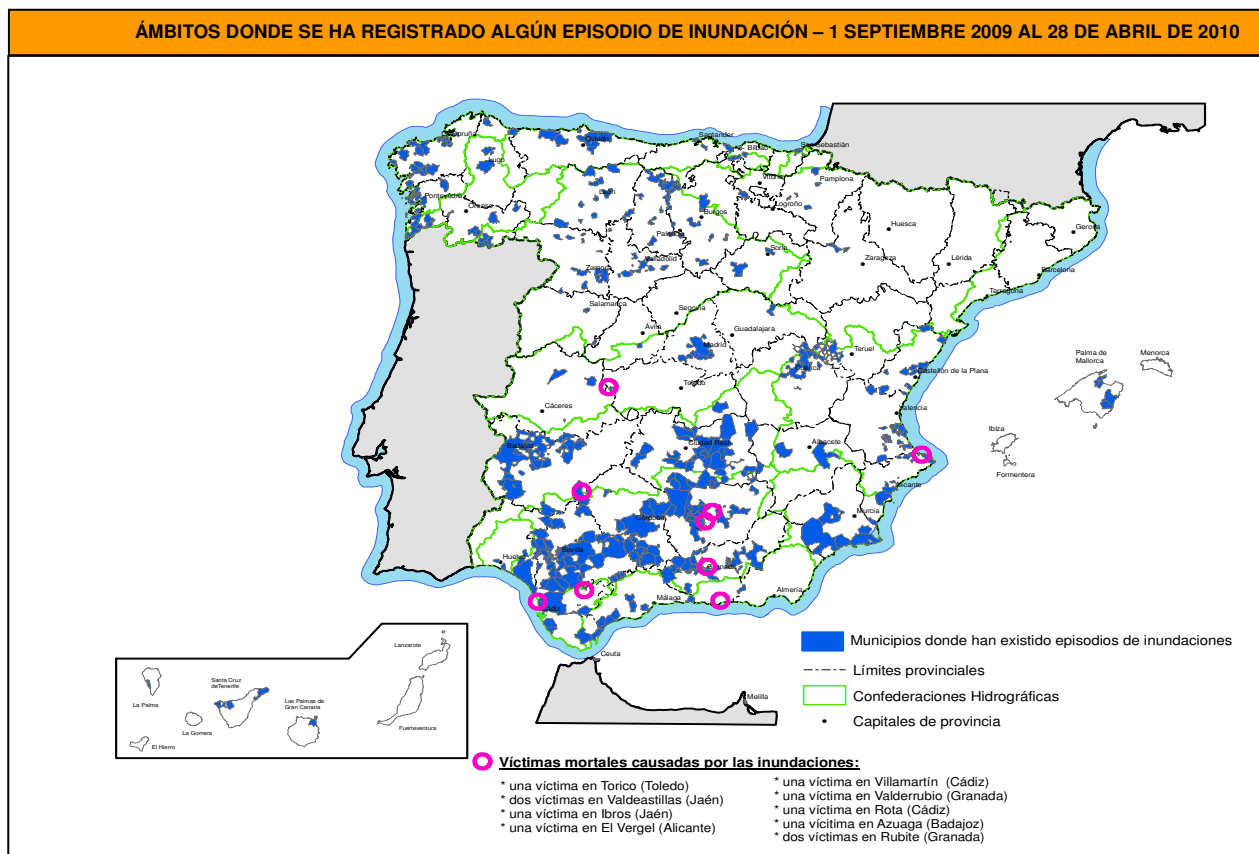 ÁMBITOS DONDE SE HA REGISTRADO ALGÚN EPISODIO DE INUNDACIÓN – 1 SEPTIEMBRE 2009 AL 28 DE ABRIL DE 2010
Santander
Oviedo
Bilbao
San Sebastián
Lugo
Vitoria
Pamplona
León
Pontevedra
Orense
Logroño
Burgos
Huesca
Gerona
Palencia
Soria
Valladolid
Zaragoza
Lérida
Zamora
Barcelona
Tarragona
Salamanca
Segovia
Ávila
Guadalajara
Madrid
Teruel
Cuenca
Castellón de la Plana
Palma de
Mallorca
Menorca
Toledo
Cáceres
Valencia
Ibiza
Formentera
Badajoz
Ciudad Real
Albacete
Alicante
Murcia
Córdoba
Sevilla
Huelva
Granada
Almería
Málaga
Cádiz
Ceuta
Melilla
Lanzarote
Santa Cruz
deTenerife
La Palma
Las Palmas de
Gran Canaria
La Gomera
Fuerteventura
El Hierro
Municipios donde han existido episodios de inundaciones
Límites provinciales
Confederaciones Hidrográficas
Capitales de provincia
Víctimas mortales causadas por las inundaciones:
* una víctima en Torico (Toledo)
* dos víctimas en Valdeastillas (Jaén)
* una víctima en Ibros (Jaén)
* una víctima en El Vergel (Alicante)
* una víctima en Villamartín (Cádiz)
* una víctima en Valderrubio (Granada)
* una víctima en Rota (Cádiz)
* una vícitima en Azuaga (Badajoz)
* dos víctimas en Rubite (Granada)